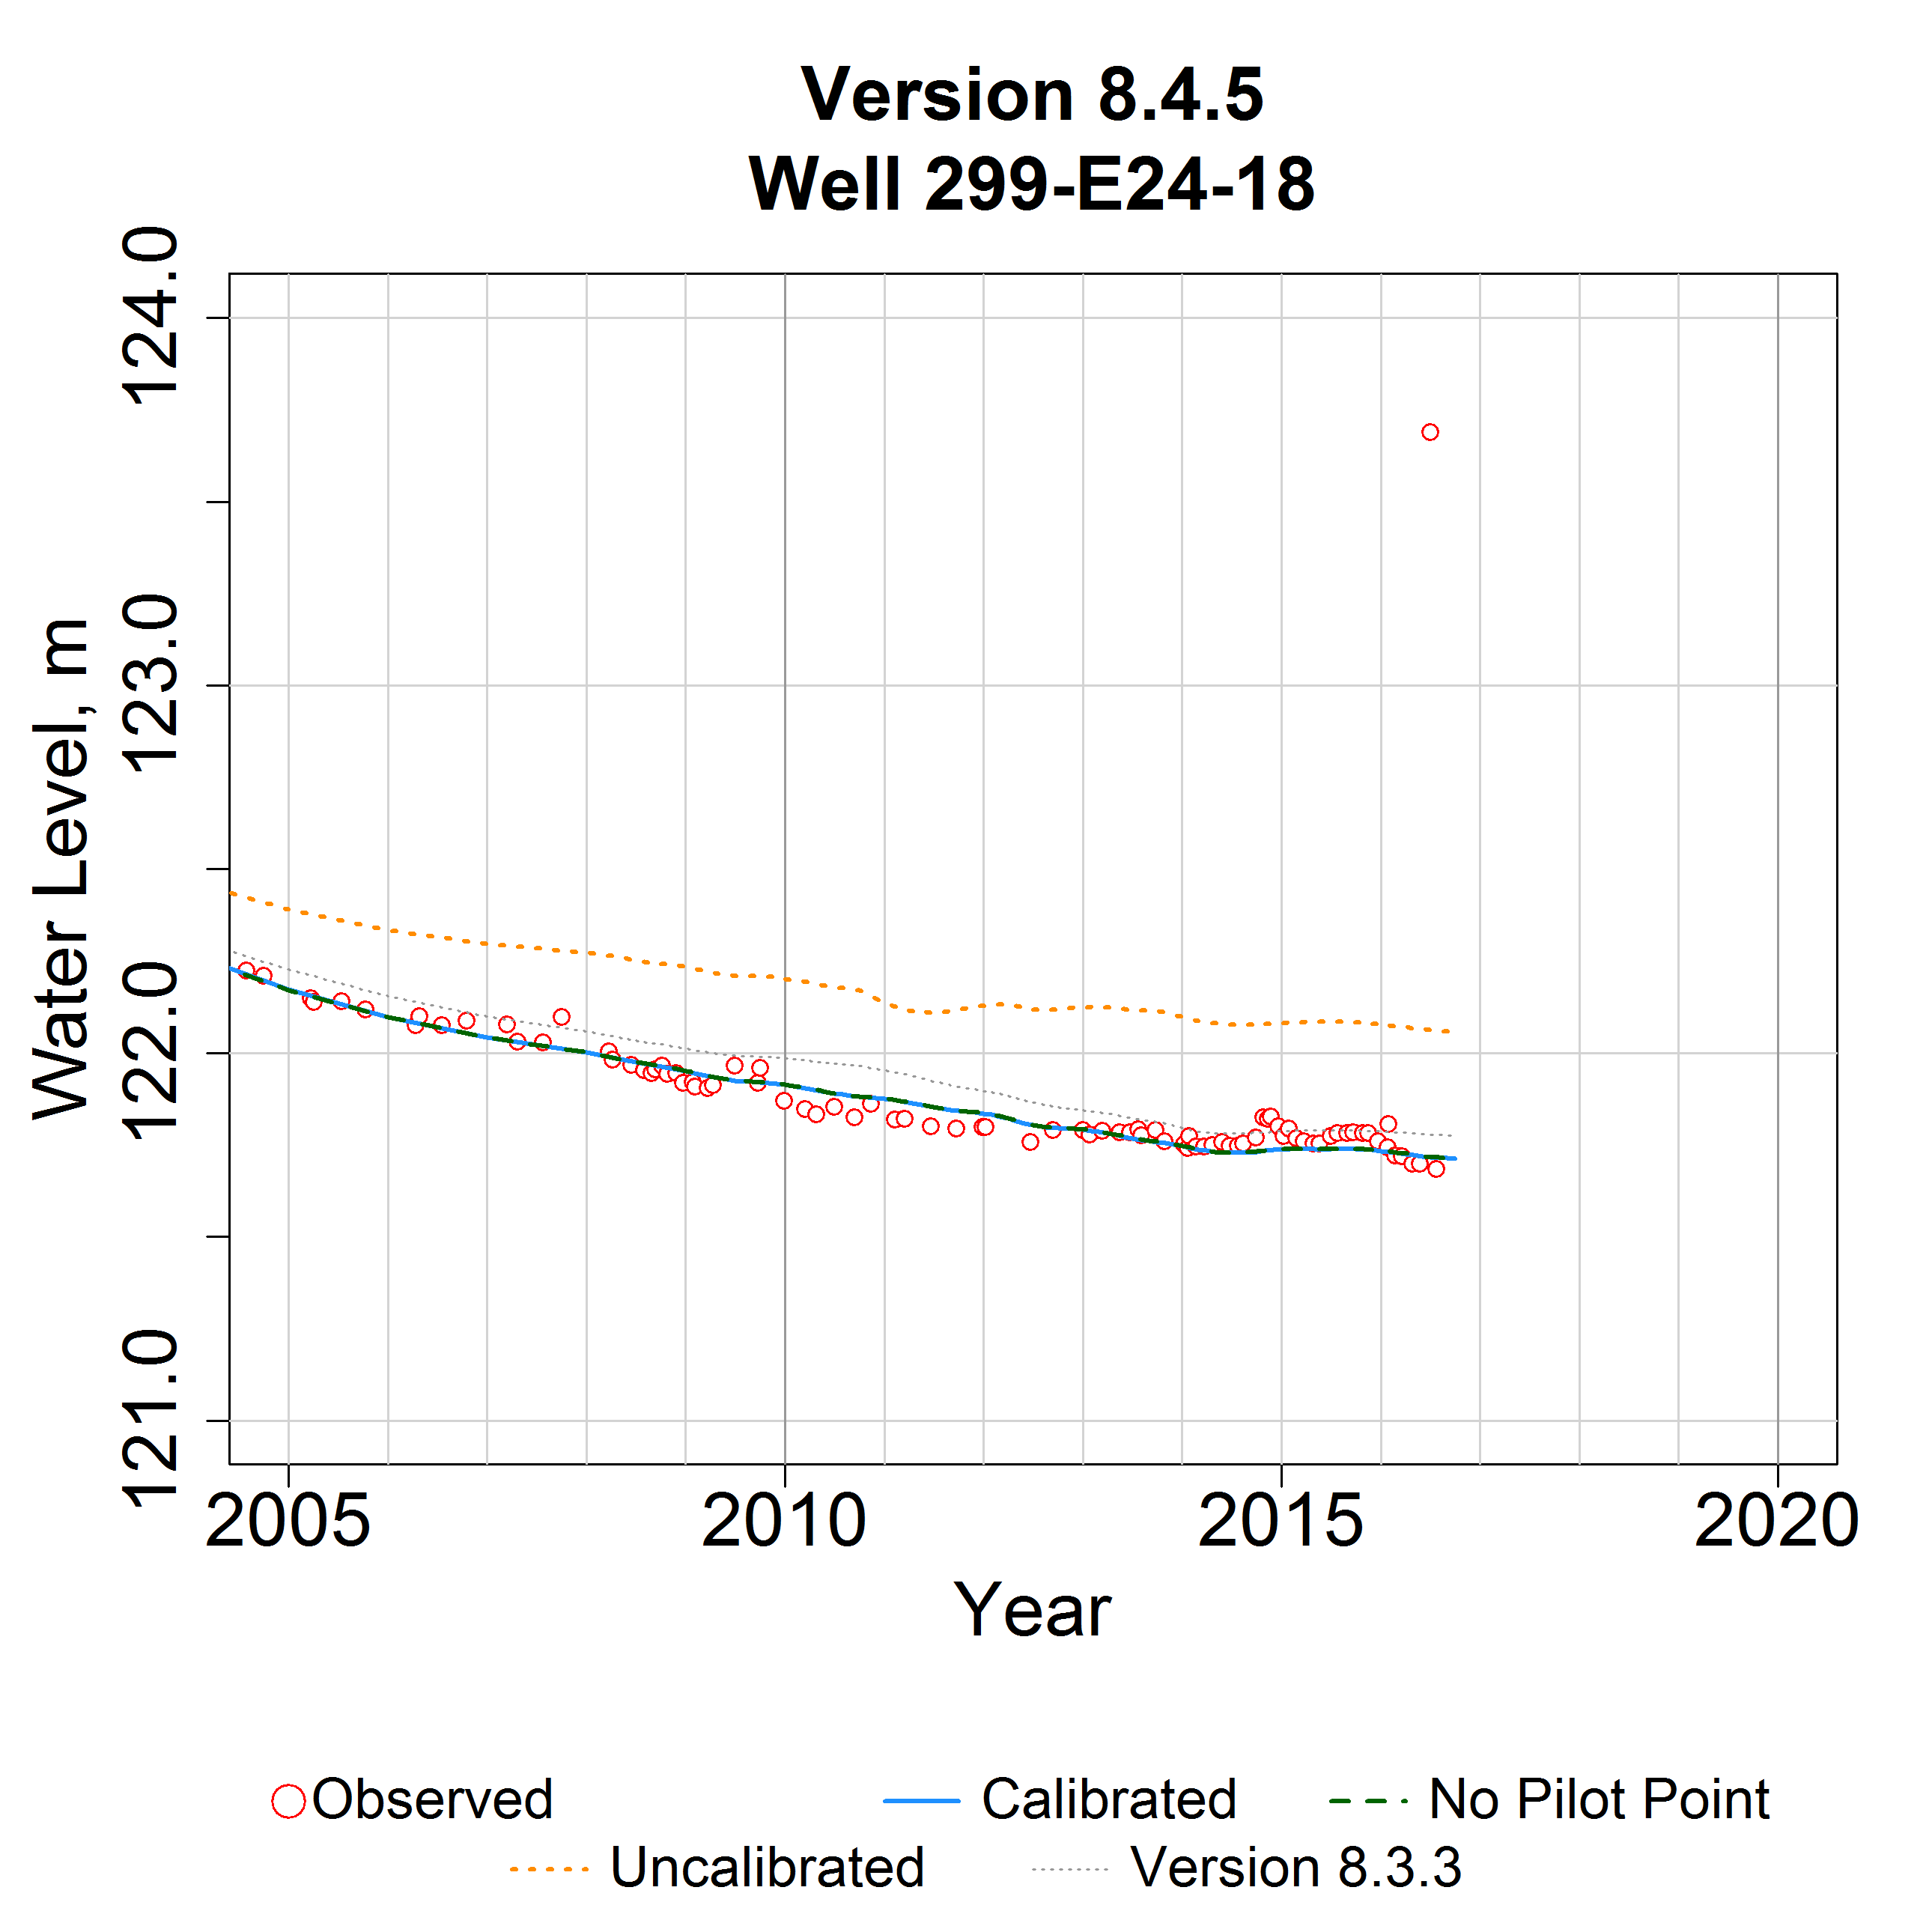 Version 8.4.5
Well 299-E24-18
Water Level, m
124.0
123.0
122.0
121.0
2005 2010 2015 2020
Year
Observed Calibrated No Pilot Point
Uncalibrated Version 8.3.3